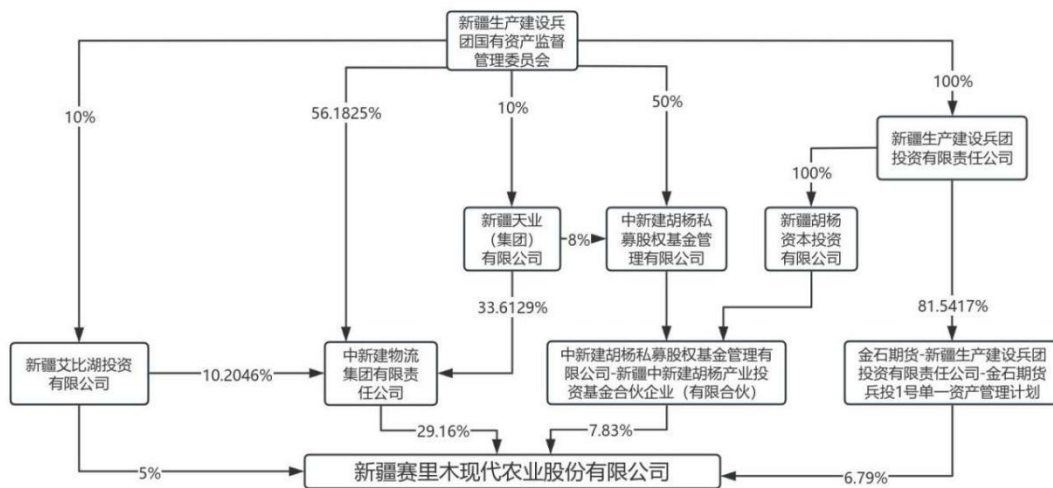 新疆生产建设兵
团国有资产监督
管理委员会
10%
56.1825%
10%
50%
100%
新疆生产建设兵团
投资有限责任公司
100%
新疆天业
（集团）
有限公司
8%
中新建胡杨私
募股权基金管
理有限公司
新疆胡杨
资本投资
有限公司
33.6129%
81.5417%
新疆艾比湖投资
有限公司
10.2046%
中新建物流
集团有限责
任公司
中新建胡杨私募股权基金管理有
限公司-新疆中新建胡杨产业投
资基金合伙企业（有限合伙）
金石期货-新疆生产建设兵团
投资有限责任公司-金石期货
兵投1号单一资产管理计划
29.16%
7.83%
5%
新疆赛里木现代农业股份有限公司
6.79%